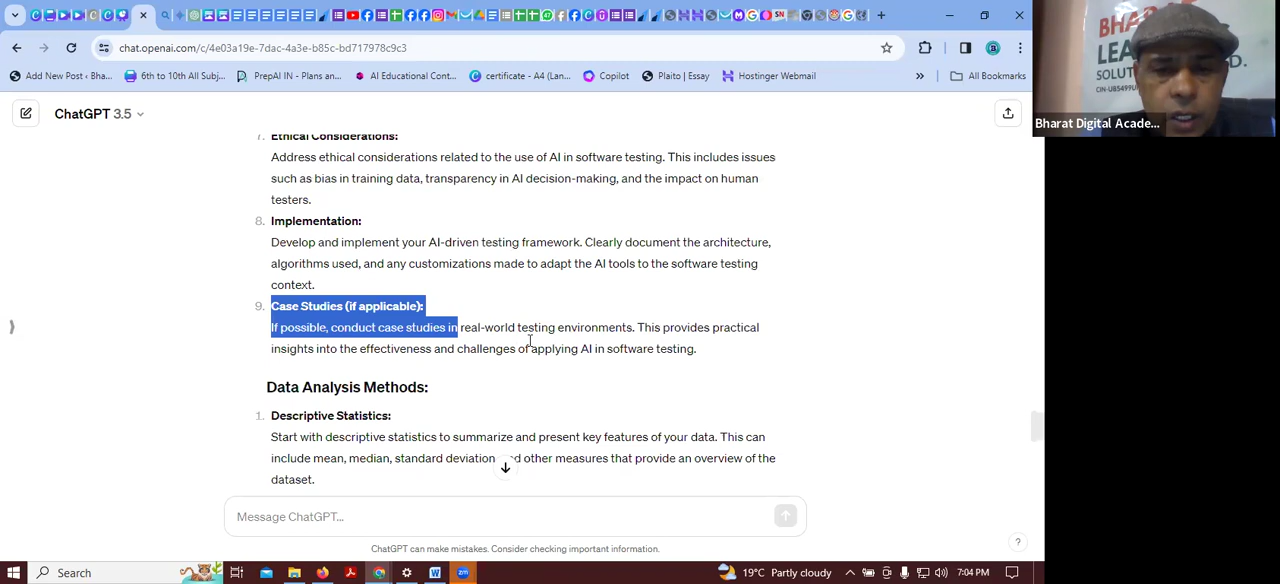 chat.openai.com/c/4e03a19e-7dac-4a3e-b85c-bd717978c9c3
Add New Post ‹ Bha...
6th to 10th All Subj...
PrepAI IN - Plans an...
AI Educational Cont...
certificate - A4 (Lan...
Copilot
Plaito | Essay
Hostinger Webmail
»
All Bookmarks
ChatGPT 3.5
7. Ethical Considerations:
Address ethical considerations related to the use of AI in software testing. This includes issues
such as bias in training data, transparency in AI decision-making, and the impact on human
testers.
8. Implementation:
Develop and implement your AI-driven testing framework. Clearly document the architecture,
algorithms used, and any customizations made to adapt the AI tools to the software testing
context.
9. Case Studies (if applicable):
If possible, conduct case studies in real-world testing environments. This provides practical
insights into the effectiveness and challenges of applying AI in software testing.
Data Analysis Methods:
1. Descriptive Statistics:
Start with descriptive statistics to summarize and present key features of your data. This can
include mean, median, standard deviation, and other measures that provide an overview of the
dataset.
Message ChatGPT...
ChatGPT can make mistakes. Consider checking important information.
?
Search
19°C Partly cloudy
7:04 PM
BHARA
LEA
SOLUT
D.
Bharat Digital Acade...